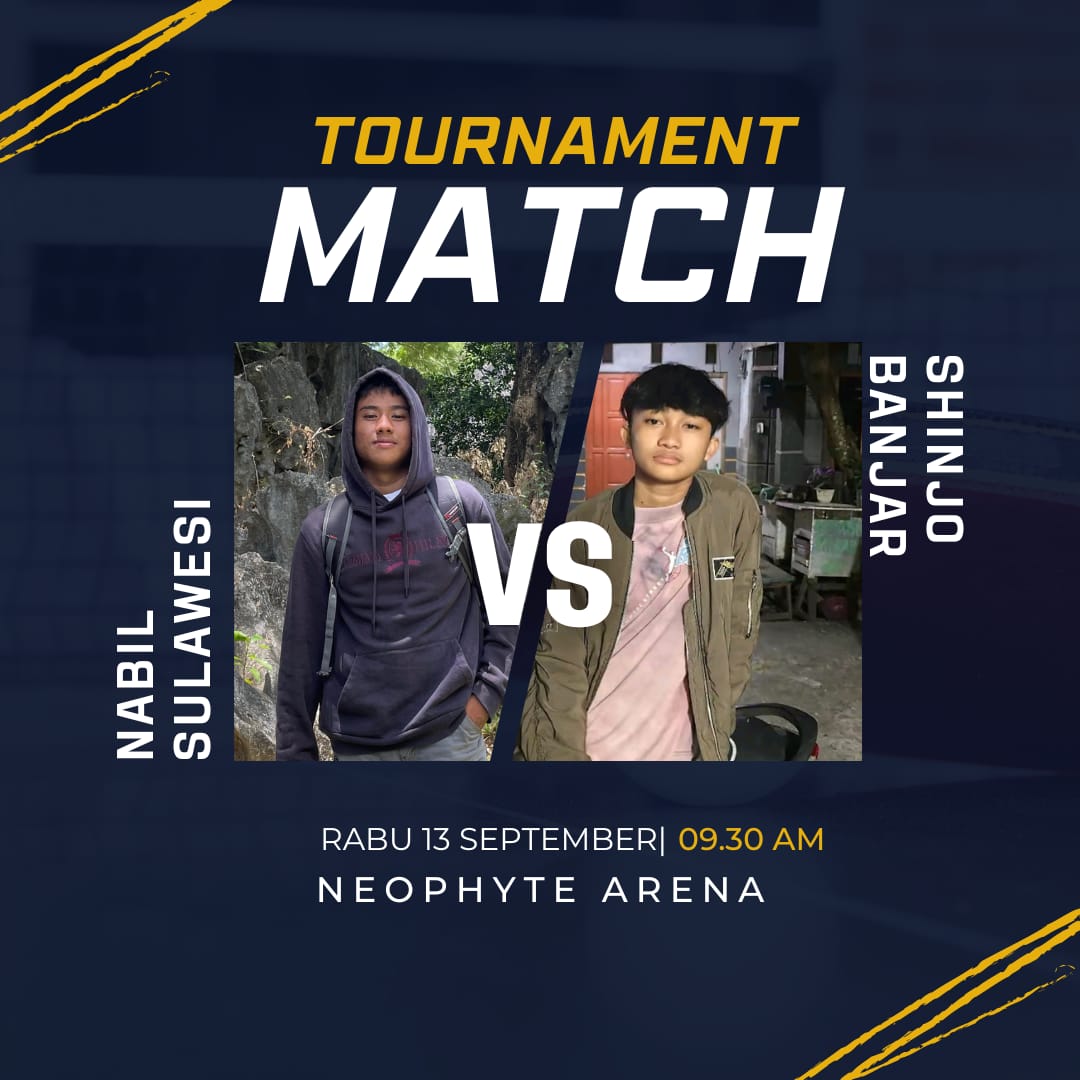 TOURNAMENT
MATCH
NABIL
SULAWESI
VS
SHINJO
BANJAR
RABU 13 SEPTEMBER| 09.30 AM
NEOPHYTE ARENA